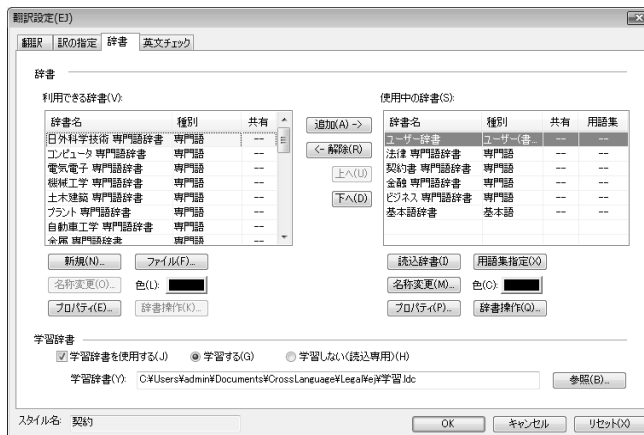 翻訳設定(EJ)
翻訳 訳の指定 辞書 英文チェック
辞書
利用できる辞書(V): 使用中の辞書(S):
辞書名 種別 共有 辞書名 種別 共有 用語集
日外科学技術 専門語辞書 専門語 -- ユーザー辞書 ユーザー(書... -- --
コンピュータ 専門語辞書 専門語 -- 法律 専門語辞書 専門語 -- --
電気電子 専門語辞書 専門語 -- 契約書 専門語辞書 専門語 -- --
機械工学 専門語辞書 専門語 -- 金融 専門語辞書 専門語 -- --
土木建築 専門語辞書 専門語 -- ビジネス 専門語辞書 専門語 -- --
プラント 専門語辞書 専門語 -- 基本語辞書 基本語 -- --
自動車工学 専門語辞書 専門語 --
金属 専門語辞書 専門語 --
追加(A) ->
<- 解除(R)
上へ(U)
下へ(D)
新規(N)... ファイル(F)... 読込辞書(I) 用語集指定(X)
名称変更(O)... 色(L): 名称変更(M)... 色(C):
プロパティ(E)... 辞書操作(K)... プロパティ(P)... 辞書操作(Q)...
学習辞書
学習辞書を使用する(J) 学習する(G) 学習しない(読込専用)(H)
学習辞書(Y): C:¥Users¥admin¥Documents¥CrossLanguage¥Legal¥ej¥学習.ldc 参照(B)...
スタイル名: 契約 OK キャンセル リセット(X)